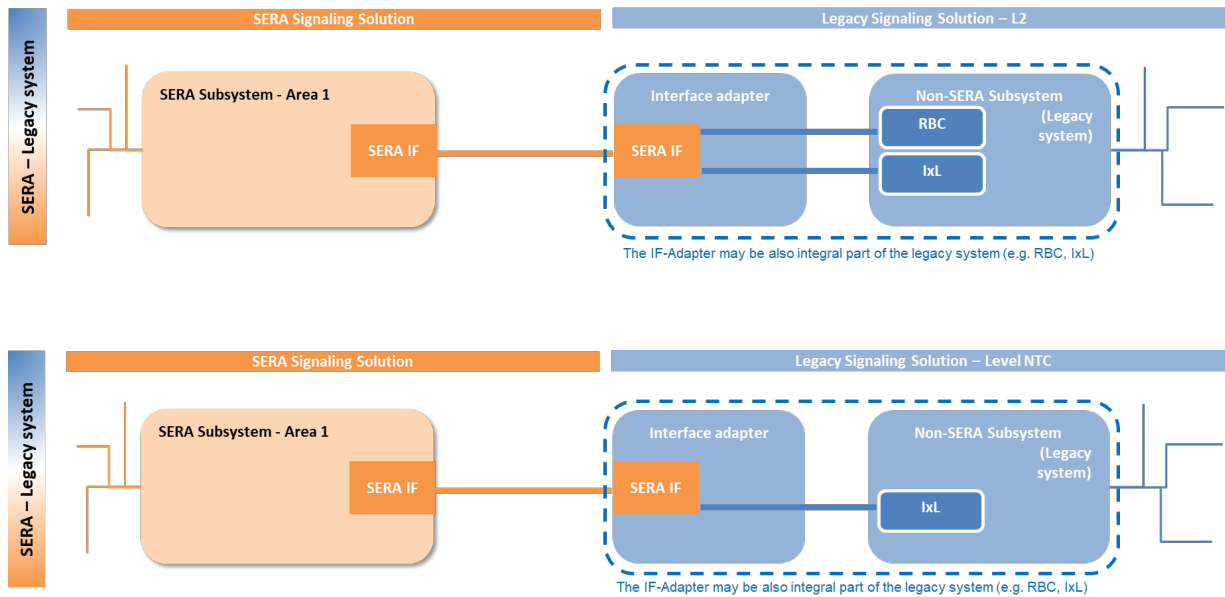 SERA – Legacy system
SERA Signaling Solution
Legacy Signaling Solution – L2
SERA Subsystem - Area 1
SERA IF
Interface adapter
SERA IF
Non-SERA Subsystem
(Legacy
system)
RBC
IxL
The IF-Adapter may be also integral part of the legacy system (e.g. RBC, IxL)
SERA – Legacy system
SERA Signaling Solution
Legacy Signaling Solution – Level NTC
SERA Subsystem - Area 1
SERA IF
Interface adapter
SERA IF
Non-SERA Subsystem
(Legacy
system)
IxL
The IF-Adapter may be also integral part of the legacy system (e.g. RBC, IxL)